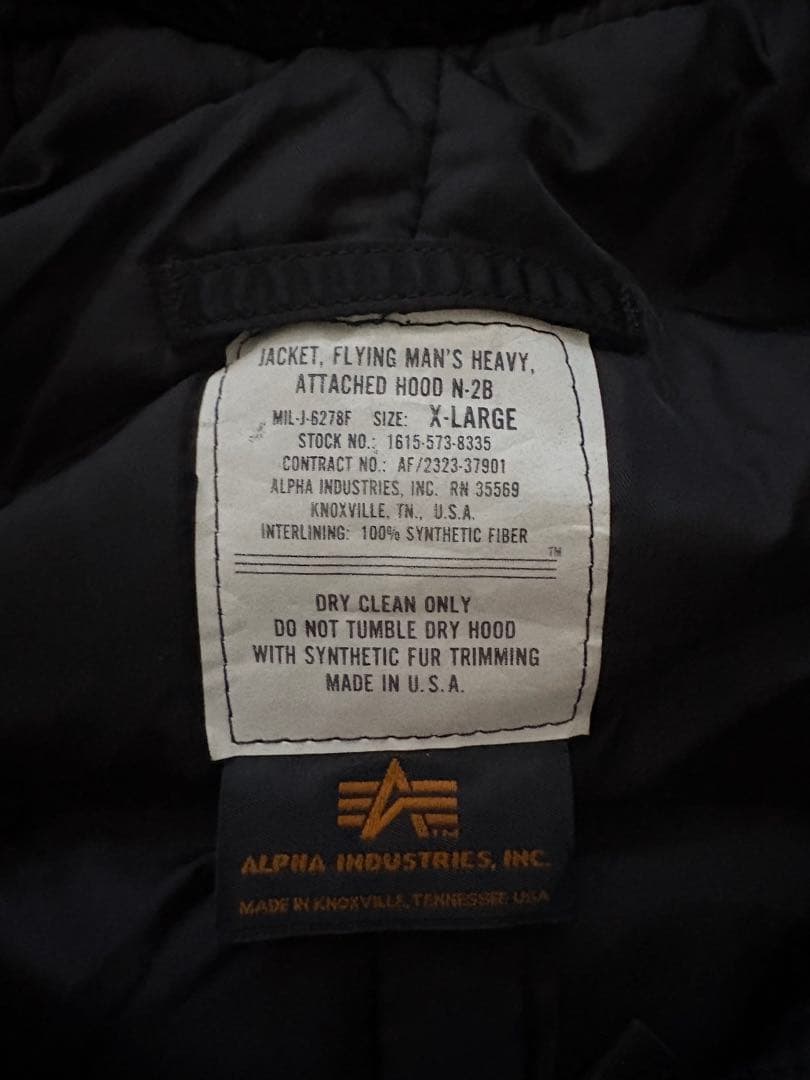 JACKET, FLYING MAN'S HEAVY,
ATTACHED HOOD N-2B
MIL-J-6278F SIZE: X-LARGE
STOCK NO.: 1615-573-8335
CONTRACT NO.: AF/2323-37901
ALPHA INDUSTRIES, INC. RN 35569
KNOXVILLE, TN., U.S.A.
INTERLINING: 100% SYNTHETIC FIBER
TM
DRY CLEAN ONLY
DO NOT TUMBLE DRY HOOD
WITH SYNTHETIC FUR TRIMMING
MADE IN U.S.A.
TM
ALPHA INDUSTRIES, INC.
MADE IN KNOXVILLE, TENNESSEE USA